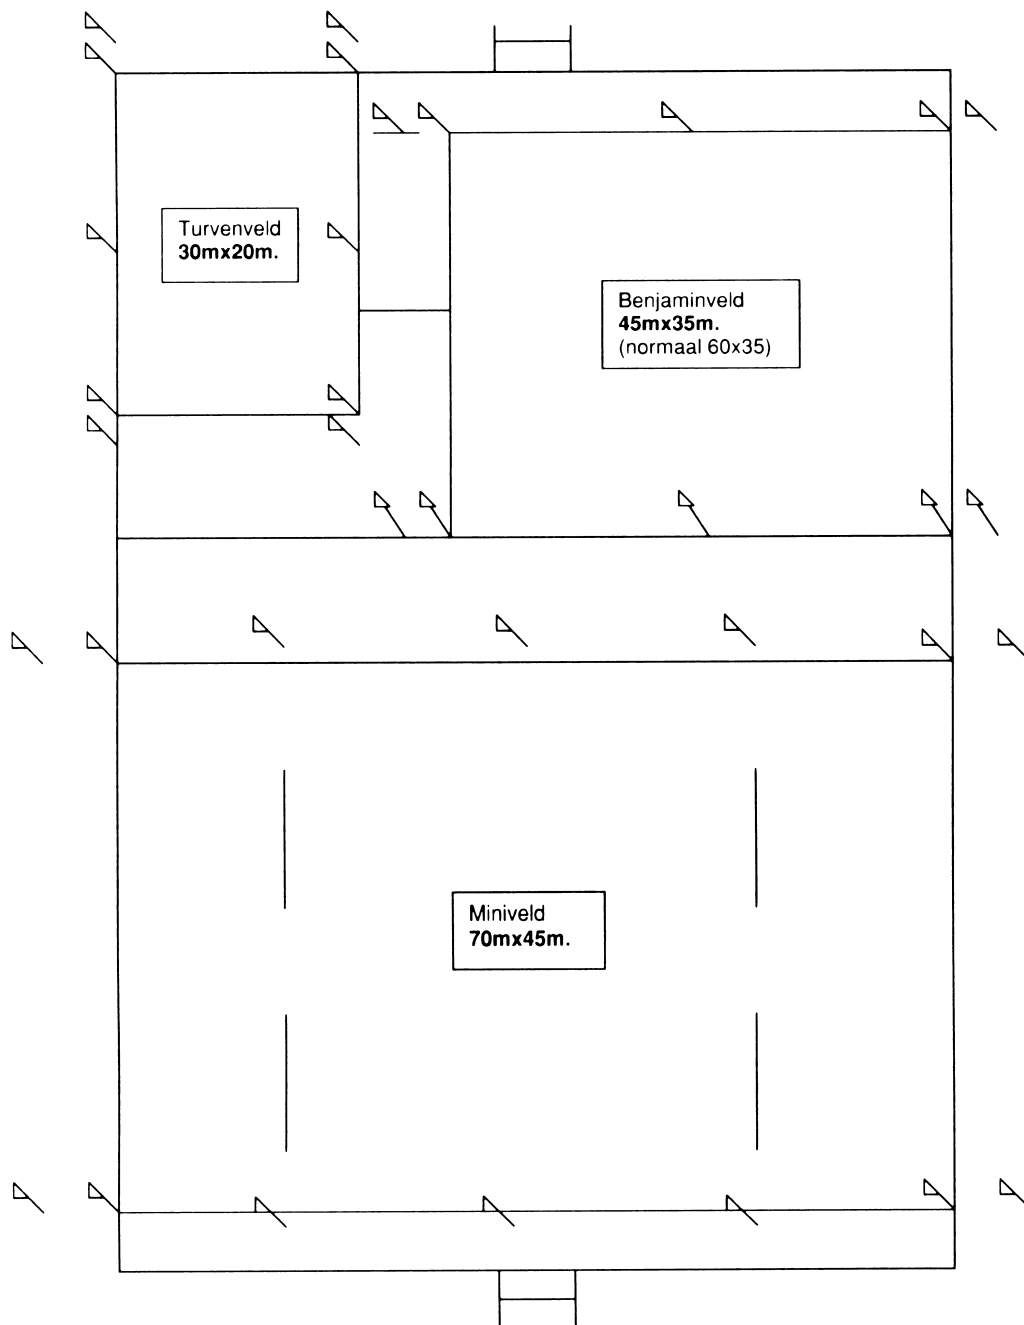 Turvenveld
30mx20m.
Benjaminveld
45mx35m.
(normaal 60x35)
Miniveld
70mx45m.